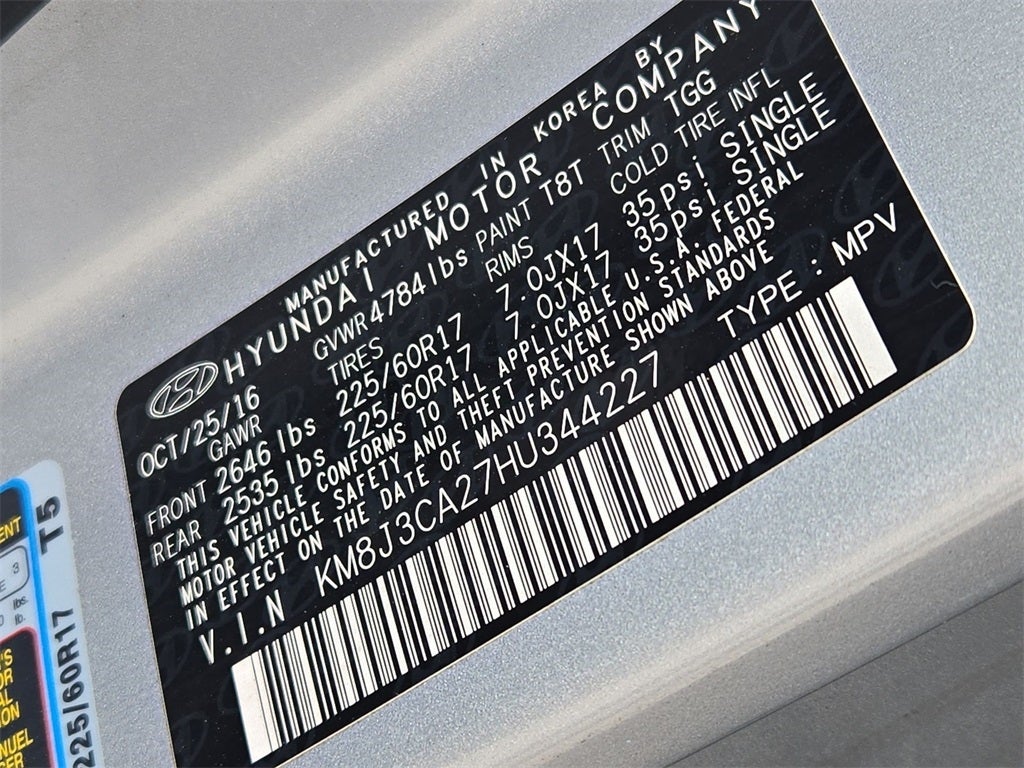 MANUFACTURED IN KOREA BY
HYUNDAI MOTOR COMPANY
OCT/25/16 GVWR 4784 lbs PAINT T8T TRIM TGG
GAWR TIRES RIMS COLD TIRE INFL
FRONT 2646 lbs 225/60R17 7.0JX17 35psi SINGLE
REAR 2535 lbs 225/60R17 7.0JX17 35psi SINGLE
THIS VEHICLE CONFORMS TO ALL APPLICABLE U.S.A. FEDERAL
MOTOR VEHICLE SAFETY AND THEFT PREVENTION STANDARDS
IN EFFECT ON THE DATE OF MANUFACTURE SHOWN ABOVE
V.I.N KM8J3CA27HU344227 TYPE : MPV
T5
3
lbs.
lb.
225/60R17